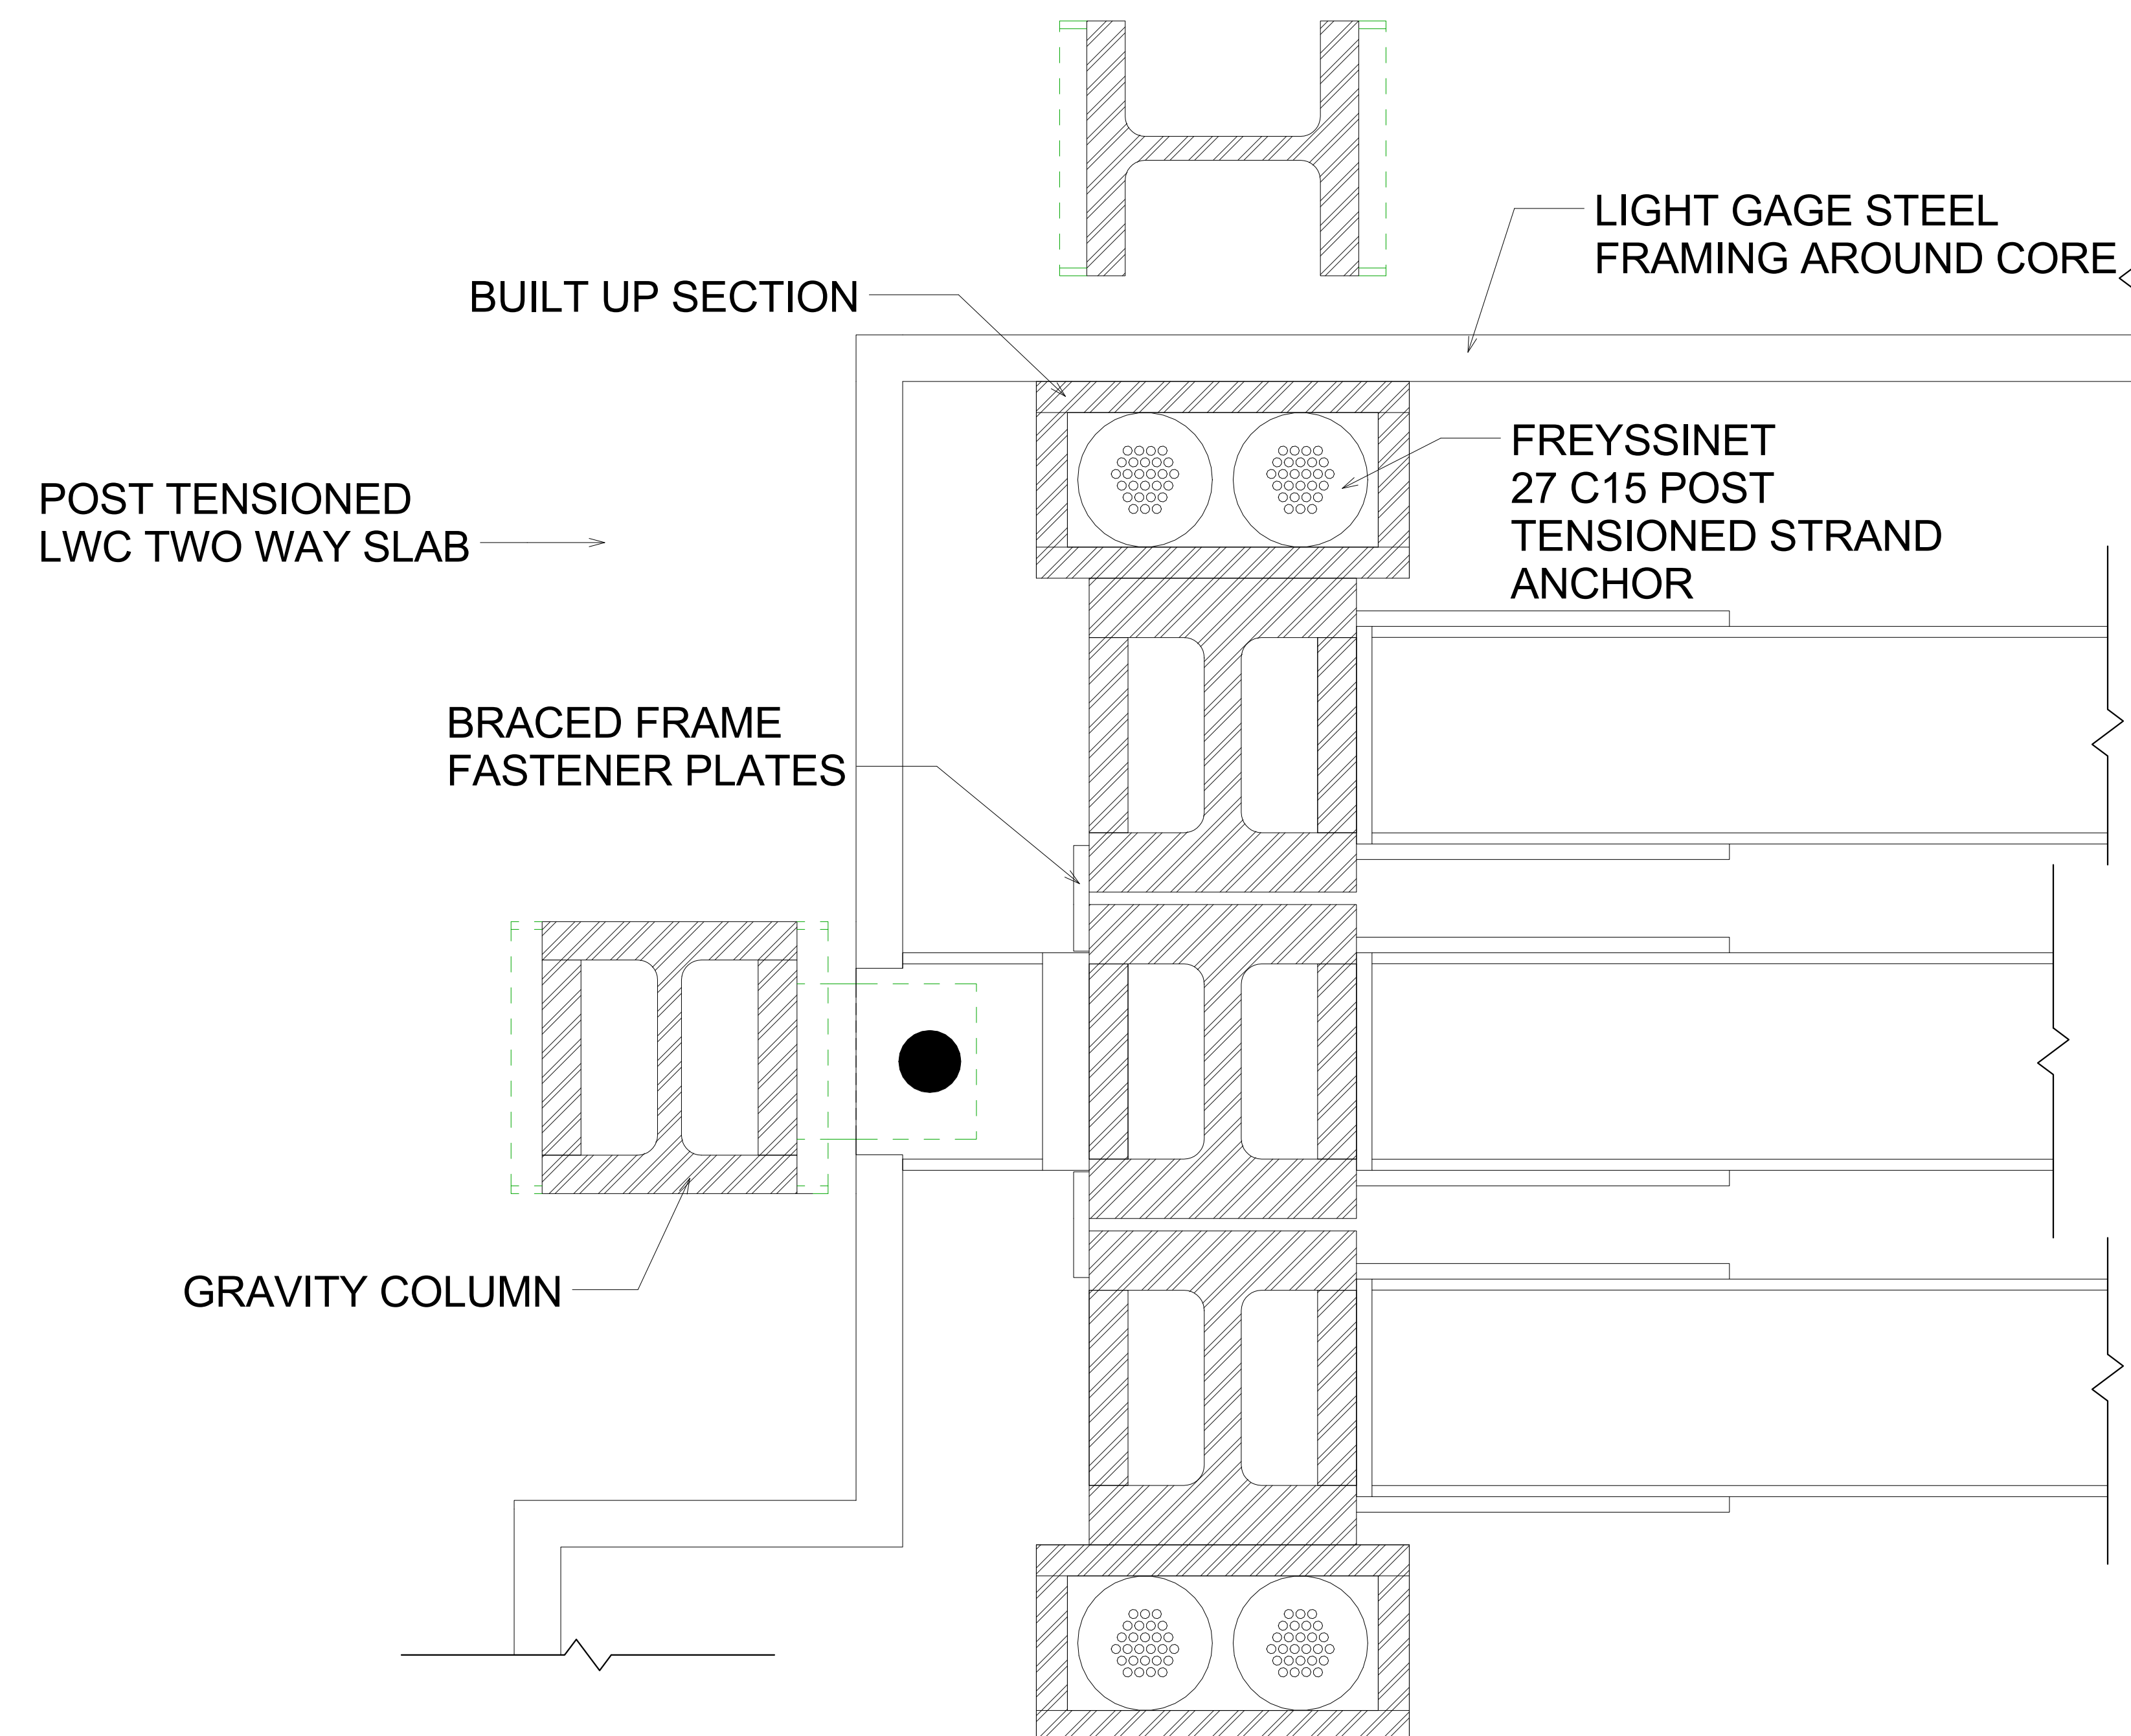 LIGHT GAGE STEEL
FRAMING AROUND CORE
BUILT UP SECTION
FREYSSINET
27 C15 POST
TENSIONED STRAND
ANCHOR
POST TENSIONED
LWC TWO WAY SLAB
BRACED FRAME
FASTENER PLATES
GRAVITY COLUMN